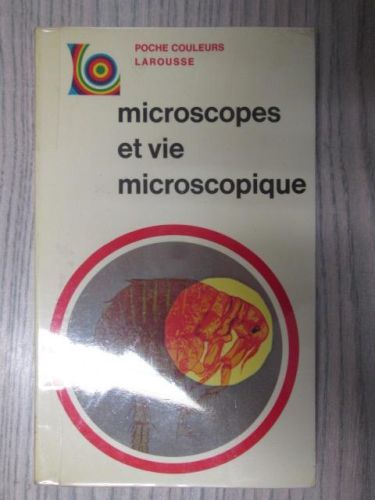 POCHE COULEURS
LAROUSSE
microscopes
et vie
microscopique